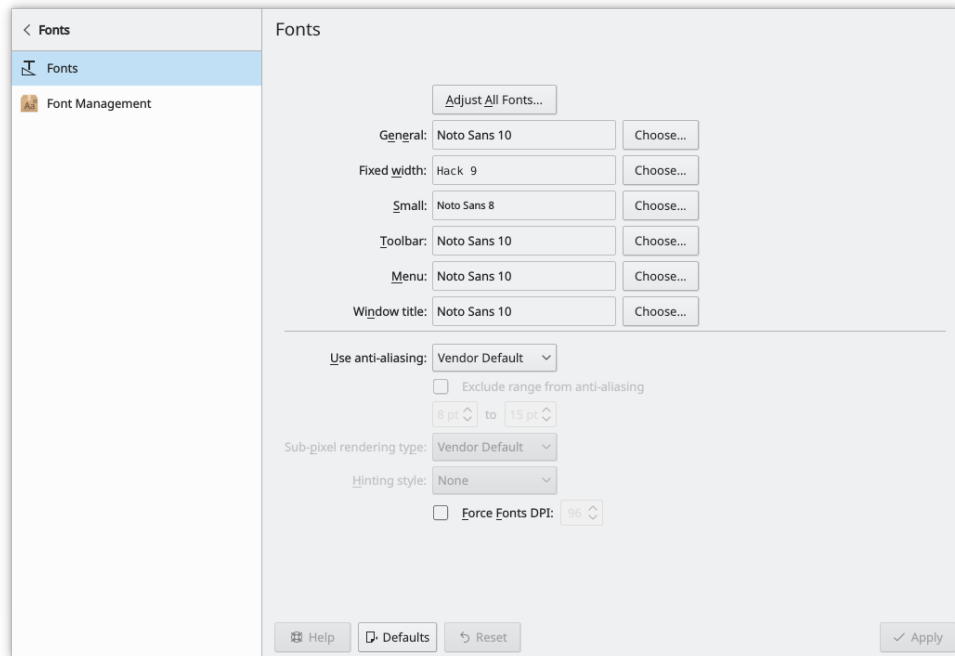 Fonts
Fonts
Font Management
Fonts
Adjust All Fonts...
General: Noto Sans 10 Choose...
Fixed width: Hack 9 Choose...
Small: Noto Sans 8 Choose...
Toolbar: Noto Sans 10 Choose...
Menu: Noto Sans 10 Choose...
Window title: Noto Sans 10 Choose...
Use anti-aliasing: Vendor Default
Exclude range from anti-aliasing
8 pt to 15 pt
Sub-pixel rendering type: Vendor Default
Hinting style: None
Force Fonts DPI: 96
Help Defaults Reset Apply